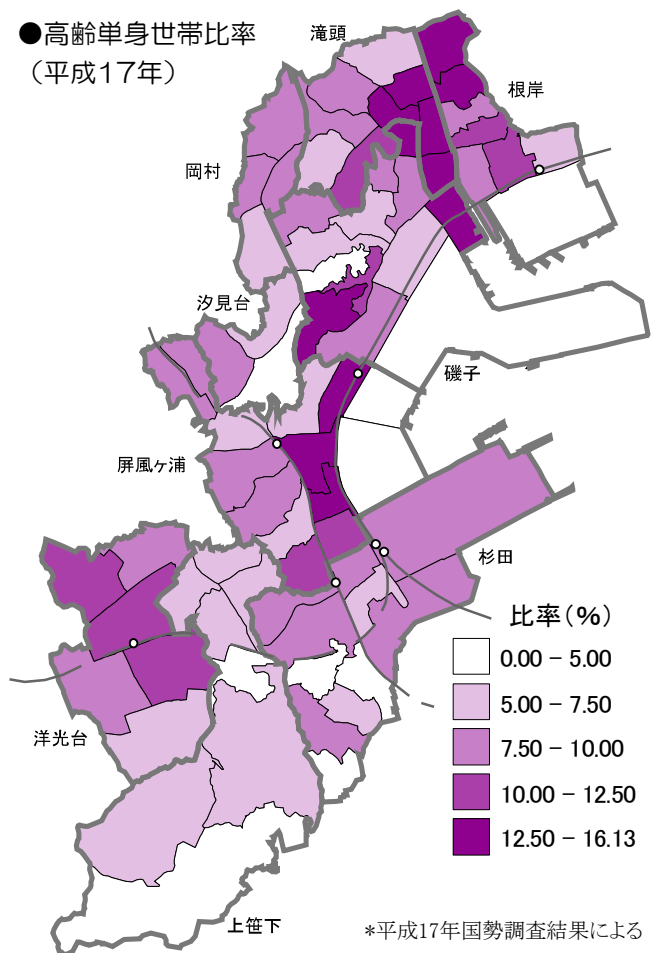 ●高齢単身世帯比率
（平成17年）
滝頭
根岸
岡村
汐見台
磯子
屏風ヶ浦
杉田
洋光台
上笹下
比率（％）
0.00 − 5.00
5.00 − 7.50
7.50 − 10.00
10.00 − 12.50
12.50 − 16.13
*平成17年国勢調査結果による